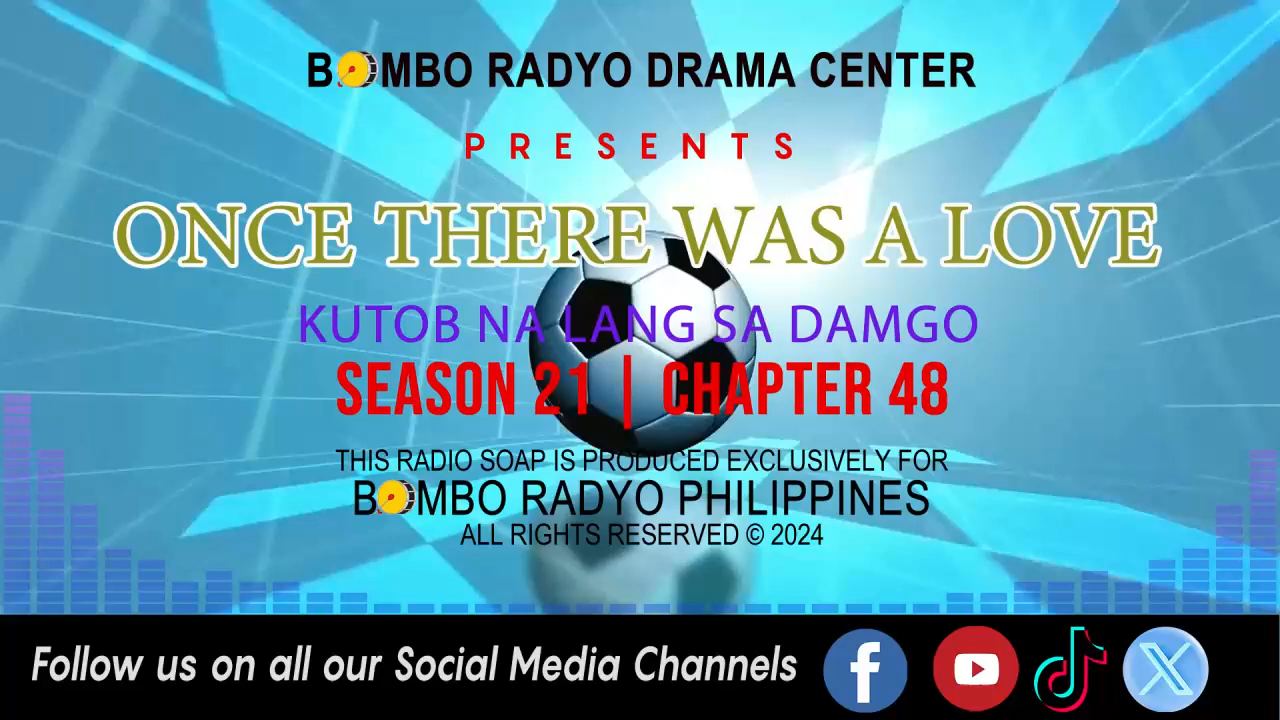 BOMBO RADYO DRAMA CENTER
PRESENTS
ONCE THERE WAS A LOVE
KUTOB NA LANG SA DAMGO
SEASON 21 | CHAPTER 48
THIS RADIO SOAP IS PRODUCED EXCLUSIVELY FOR
BOMBO RADYO PHILIPPINES
ALL RIGHTS RESERVED © 2024
Follow us on all our Social Media Channels